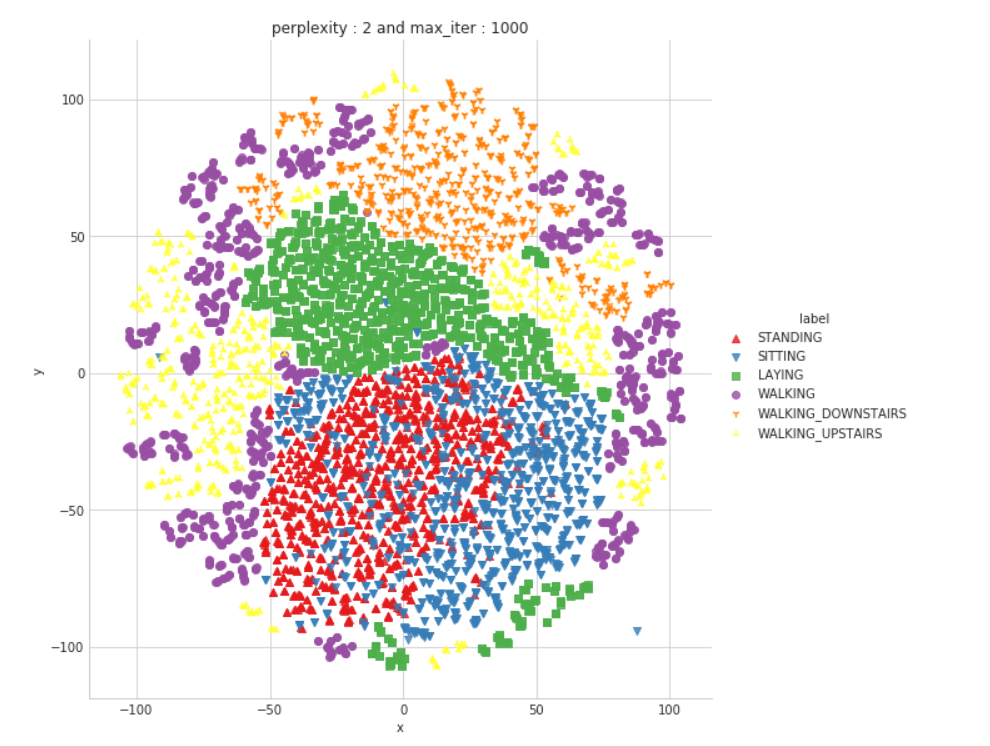 perplexity : 2 and max_iter : 1000
100
50
0
−50
−100
y
−100
−50
0
50
100
x
label
STANDING
SITTING
LAYING
WALKING
WALKING_DOWNSTAIRS
WALKING_UPSTAIRS